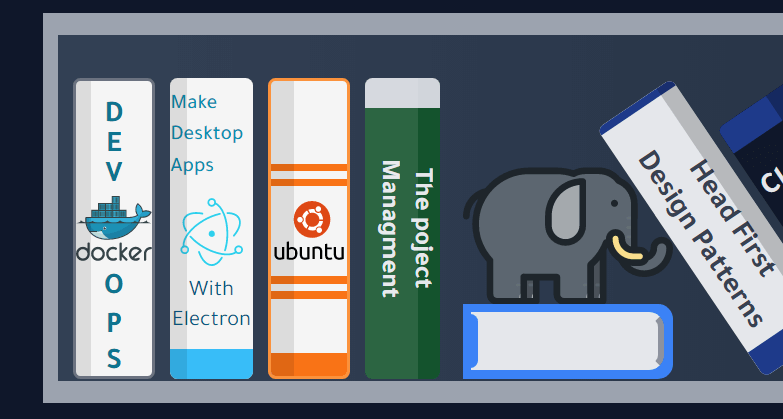 D
E
V
docker
O
P
S
Make
Desktop
Apps
With
Electron
ubuntu
The poject
Managment
Head First
Design Patterns